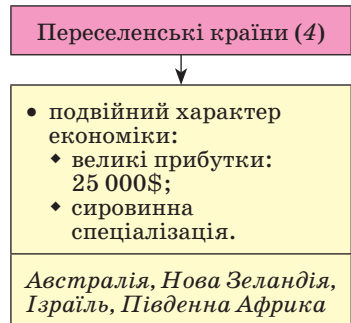 Переселенські країни (4)
• подвійний характер
економіки:
◆ великі прибутки:
25 000$;
◆ сировинна
спеціалізація.
Австралія, Нова Зеландія,
Ізраїль, Південна Африка